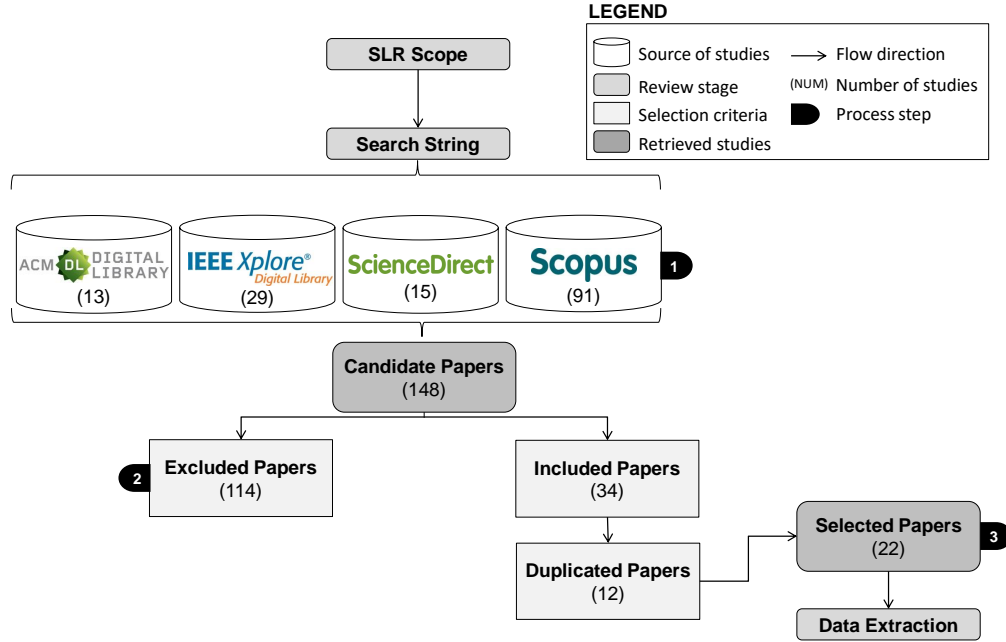 LEGEND
Source of studies
Flow direction
Review stage
(NUM) Number of studies
Selection criteria
Process step
Retrieved studies
SLR Scope
Search String
ACM DL DIGITAL LIBRARY
(13)
IEEE Xplore®
Digital Library
(29)
ScienceDirect
(15)
Scopus
(91)
1
Candidate Papers
(148)
2
Excluded Papers
(114)
Included Papers
(34)
Duplicated Papers
(12)
Selected Papers
(22)
3
Data Extraction